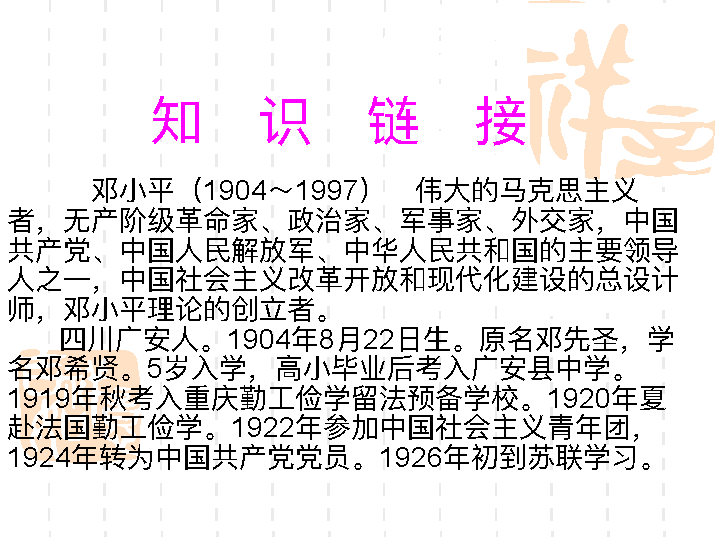 知 识 链 接
邓小平（1904～1997） 伟大的马克思主义
者，无产阶级革命家、政治家、军事家、外交家，中国
共产党、中国人民解放军、中华人民共和国的主要领导
人之一，中国社会主义改革开放和现代化建设的总设计
师，邓小平理论的创立者。
四川广安人。1904年8月22日生。原名邓先圣，学
名邓希贤。5岁入学，高小毕业后考入广安县中学。
1919年秋考入重庆勤工俭学留法预备学校。1920年夏
赴法国勤工俭学。1922年参加中国社会主义青年团，
1924年转为中国共产党党员。1926年初到苏联学习。